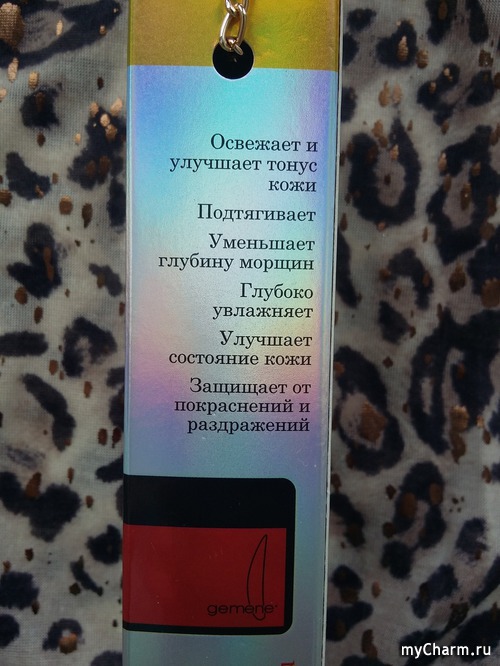 Освежает и
улучшает тонус
кожи
Подтягивает
Уменьшает
глубину морщин
Глубоко
увлажняет
Улучшает
состояние кожи
Защищает от
покраснений и
раздражений
gemene
myCharm.ru